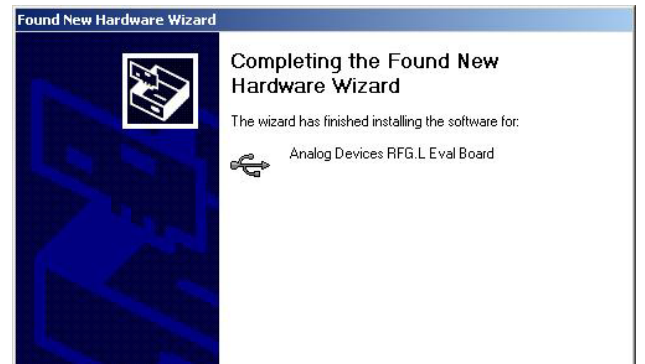 Found New Hardware Wizard
Completing the Found New
Hardware Wizard
The wizard has finished installing the software for:
Analog Devices RFG.L Eval Board